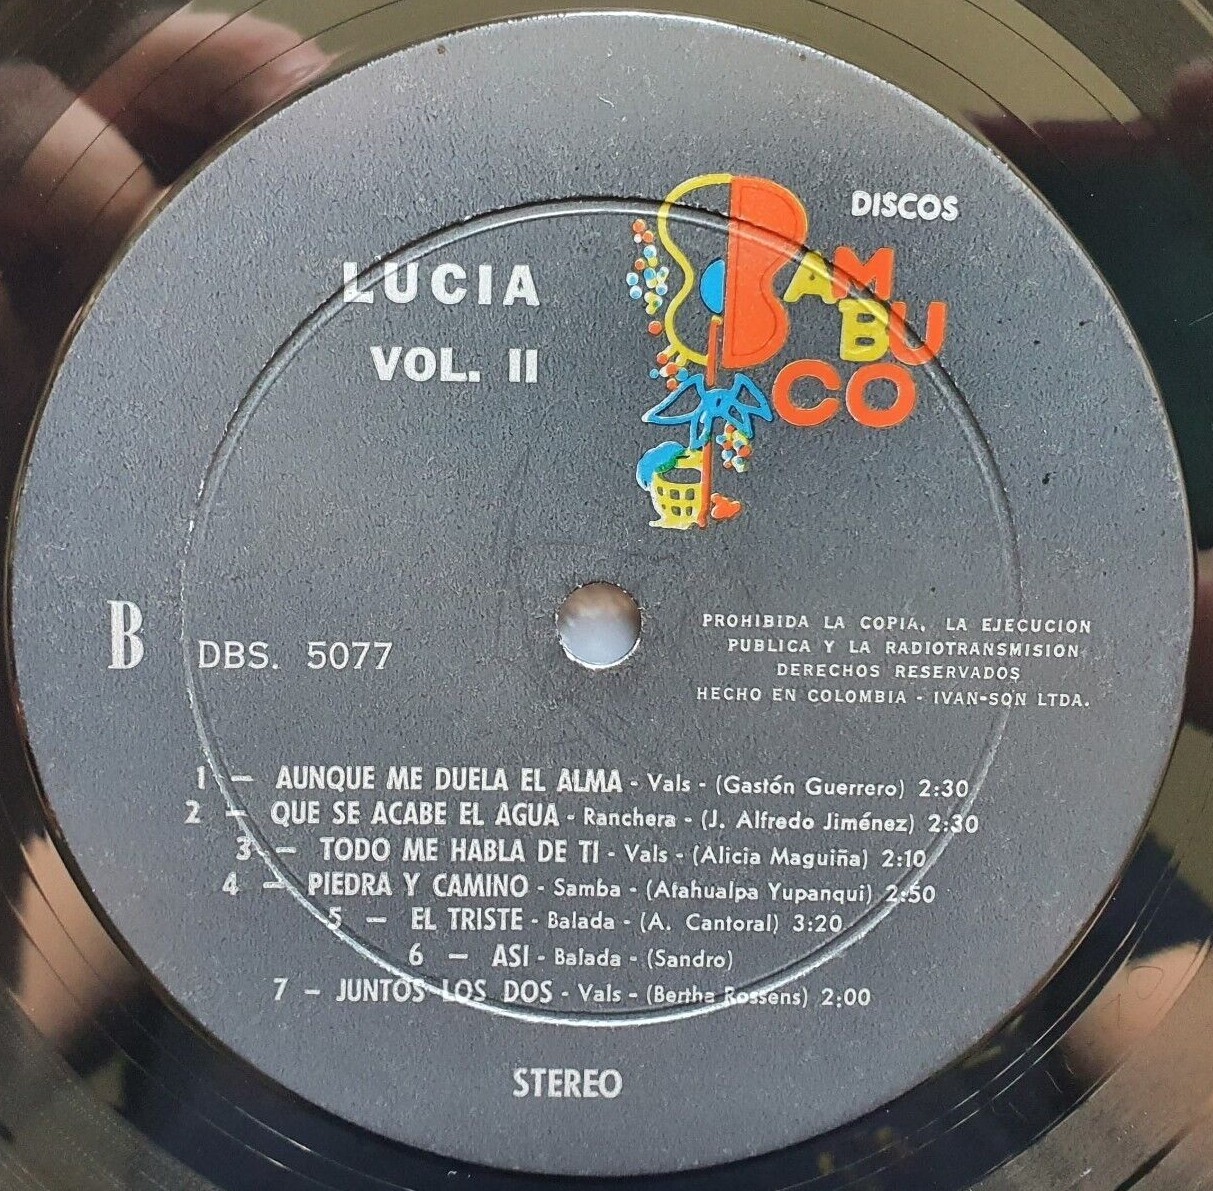 DISCOS
BAMBUCO
LUCIA
VOL. II
B DBS. 5077
PROHIBIDA LA COPIA, LA EJECUCION
PUBLICA Y LA RADIOTRANSMISION
DERECHOS RESERVADOS
HECHO EN COLOMBIA - IVAN-SON LTDA.
1 — AUNQUE ME DUELA EL ALMA - Vals - (Gastón Guerrero) 2:30
2 — QUE SE ACABE EL AGUA - Ranchera - (J. Alfredo Jiménez) 2:30
3 — TODO ME HABLA DE TI - Vals - (Alicia Maguiña) 2:10
4 — PIEDRA Y CAMINO - Samba - (Atahualpa Yupanqui) 2:50
5 — EL TRISTE - Balada - (A. Cantoral) 3:20
6 — ASI - Balada - (Sandro)
7 — JUNTOS LOS DOS - Vals - (Bertha Rossens) 2:00
STEREO